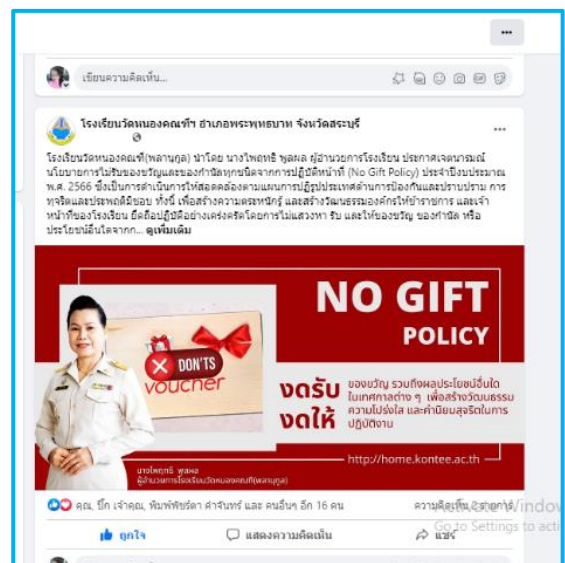 เขียนความคิดเห็น...
โรงเรียนวัดหนองคณฑีฯ อำเภอพระพุทธบาท จังหวัดสระบุรี
โรงเรียนวัดหนองคณฑี(พลานุกูล) นำโดย นางไพฤทธิ์ พูลผล ผู้อำนวยการโรงเรียน ประกาศเจตนารมณ์
นโยบายการไม่รับของขวัญและของกำนัลทุกชนิดจากการปฏิบัติหน้าที่ (No Gift Policy) ประจำปีงบประมาณ
พ.ศ. 2566 ซึ่งเป็นการดำเนินการให้สอดคล้องตามแผนการปฏิรูปประเทศด้านการป้องกันและปราบปราม การ
ทุจริตและประพฤติมิชอบ ทั้งนี้ เพื่อสร้างความตระหนักรู้ และสร้างวัฒนธรรมองค์กรให้ข้าราชการ และเจ้า
หน้าที่ของโรงเรียน ยึดถือปฏิบัติอย่างเคร่งครัดโดยการไม่แสวงหา รับ และให้ของขวัญ ของกำนัล หรือ
ประโยชน์อื่นใดจากก... ดูเพิ่มเติม
NO GIFT
POLICY
DON'TS
voucher
งดรับ
งดให้
ของขวัญ รวมถึงผลประโยชน์อื่นใด
ในเทศกาลต่าง ๆ เพื่อสร้างวัฒนธรรม
ความโปร่งใส และค่านิยมสุจริตในการ
ปฏิบัติงาน
นางไพฤทธิ์ พูลผล
ผู้อำนวยการโรงเรียนวัดหนองคณฑี(พลานุกูล)
http://home.kontee.ac.th
คุณ, ปิ๊ก เจ้าคุณ, พิมพ์พัชร์ดา คำจันทร์ และ คนอื่นๆ อีก 16 คน
ความคิดเห็น 2 รายการ
Activate Window
Go to Settings to acti
ถูกใจ
แสดงความคิดเห็น
แชร์